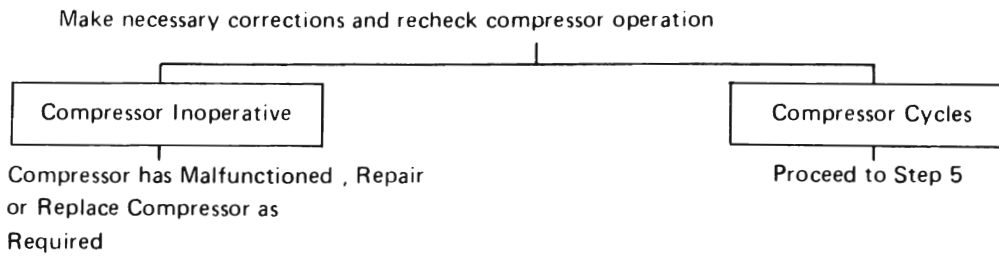 Make necessary corrections and recheck compressor operation
Compressor Inoperative
Compressor Cycles
Compressor has Malfunctioned , Repair
or Replace Compressor as
Required
Proceed to Step 5